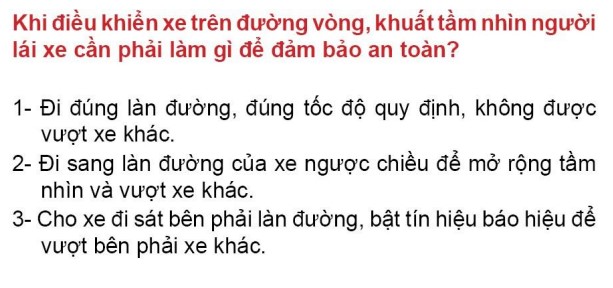 Khi điều khiển xe trên đường vòng, khuất tầm nhìn người
lái xe cần phải làm gì để đảm bảo an toàn?
1- Đi đúng làn đường, đúng tốc độ quy định, không được
vượt xe khác.
2- Đi sang làn đường của xe ngược chiều để mở rộng tầm
nhìn và vượt xe khác.
3- Cho xe đi sát bên phải làn đường, bật tín hiệu báo hiệu để
vượt bên phải xe khác.